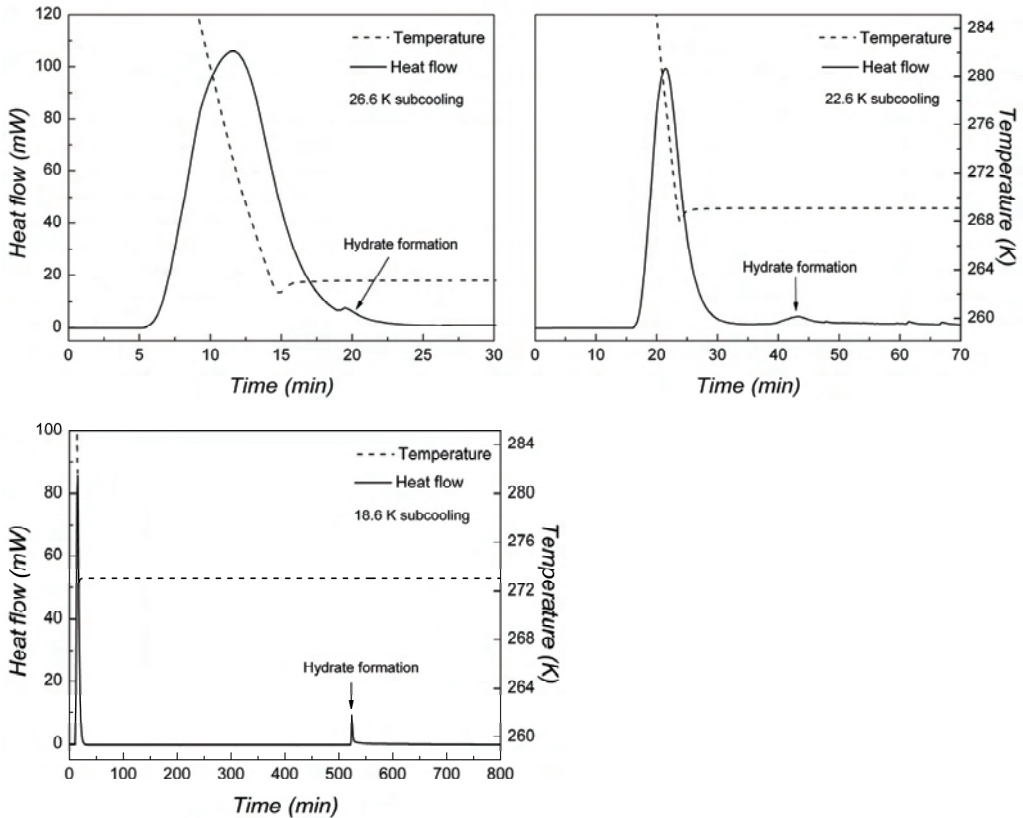 120
100
80
60
40
20
0
Heat flow (mW)
Temperature
Heat flow
26.6 K subcooling
Hydrate formation
0 5 10 15 20 25 30
Time (min)
Temperature
Heat flow
22.6 K subcooling
Hydrate formation
284
280
276
272
268
264
260
Temperature (K)
0 10 20 30 40 50 60 70
Time (min)
100
80
60
40
20
0
Heat flow (mW)
Temperature
Heat flow
18.6 K subcooling
Hydrate formation
284
280
276
272
268
264
260
Temperature (K)
0 100 200 300 400 500 600 700 800
Time (min)